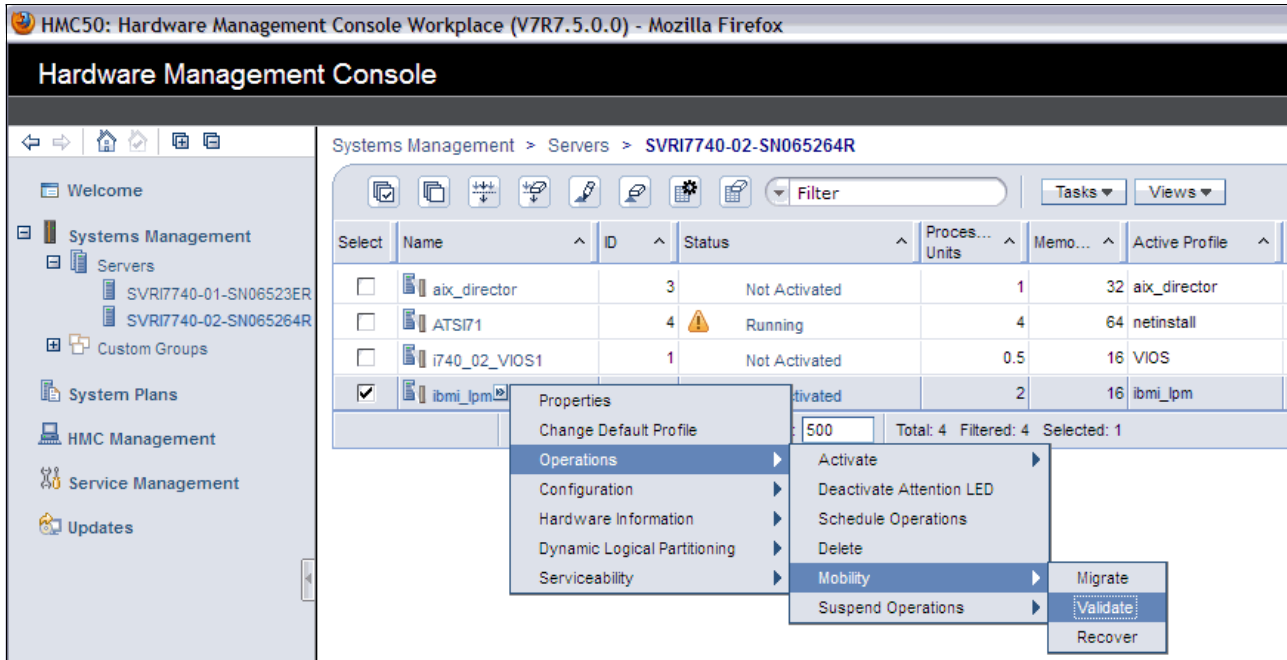 HMC50: Hardware Management Console Workplace (V7R7.5.0.0) - Mozilla Firefox
Hardware Management Console
Systems Management > Servers > SVRI7740-02-SN065264R
Welcome
Systems Management
Servers
SVRI7740-01-SN06523ER
SVRI7740-02-SN065264R
Custom Groups
System Plans
HMC Management
Service Management
Updates
Filter Tasks Views
Select Name ID Status Proces... Units Memo... Active Profile
aix_director 3 Not Activated 1 32 aix_director
ATSI71 4 Running 4 64 netinstall
i740_02_VIOS1 1 Not Activated 0.5 16 VIOS
ibmi_lpm tivated 2 16 ibmi_lpm
: 500 Total: 4 Filtered: 4 Selected: 1
Properties
Change Default Profile
Operations
Configuration
Hardware Information
Dynamic Logical Partitioning
Serviceability
Activate
Deactivate Attention LED
Schedule Operations
Delete
Mobility
Suspend Operations
Migrate
Validate
Recover